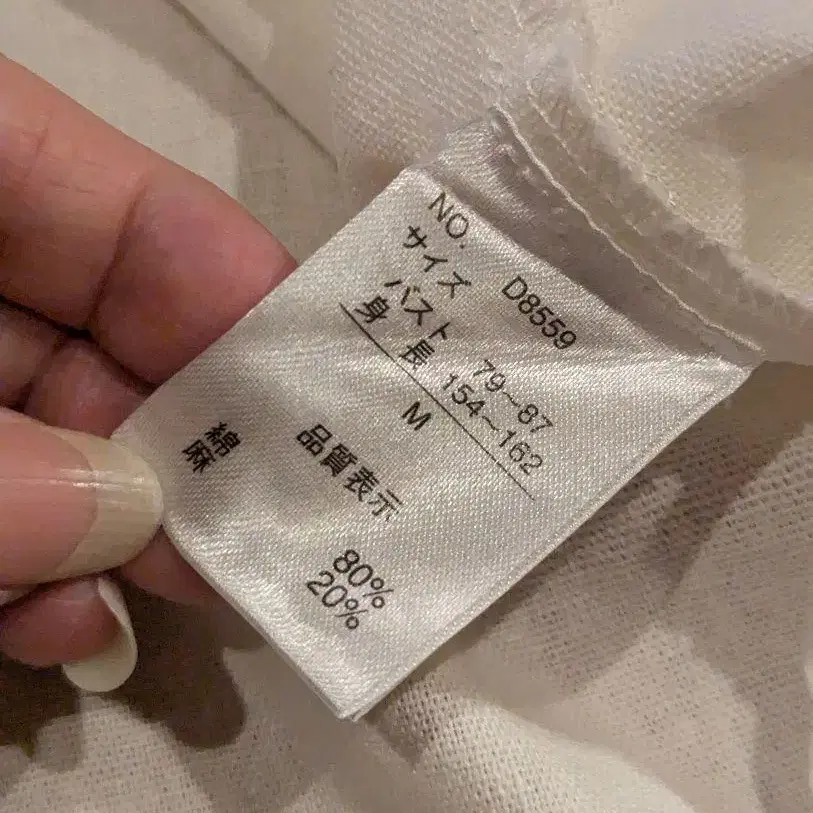 NO. D8559
サイズ
バスト 79～87
身長 154～162
M
品質表示
綿 80%
麻 20%